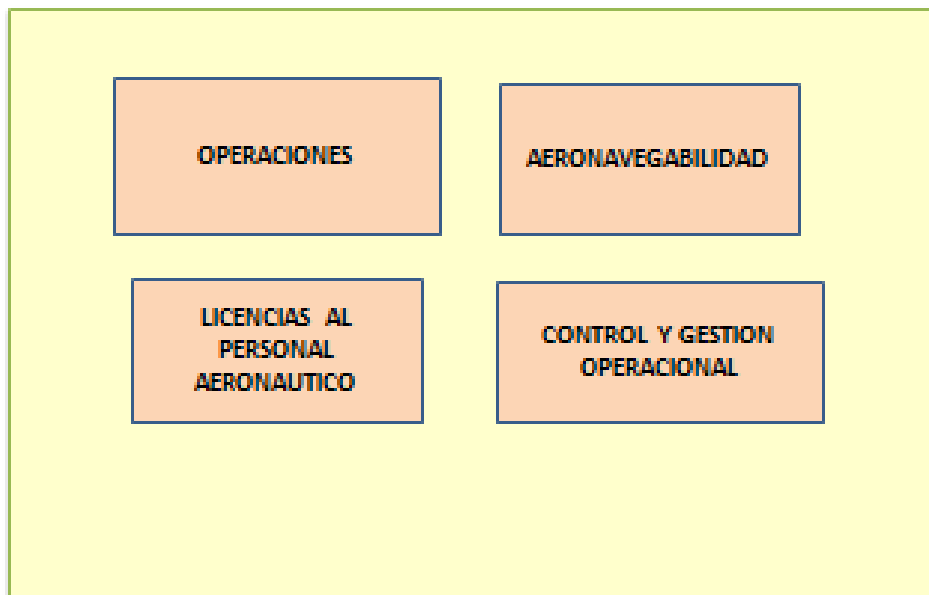 OPERACIONES
AERONAVEGABILIDAD
LICENCIAS AL
PERSONAL
AERONAUTICO
CONTROL Y GESTION
OPERACIONAL